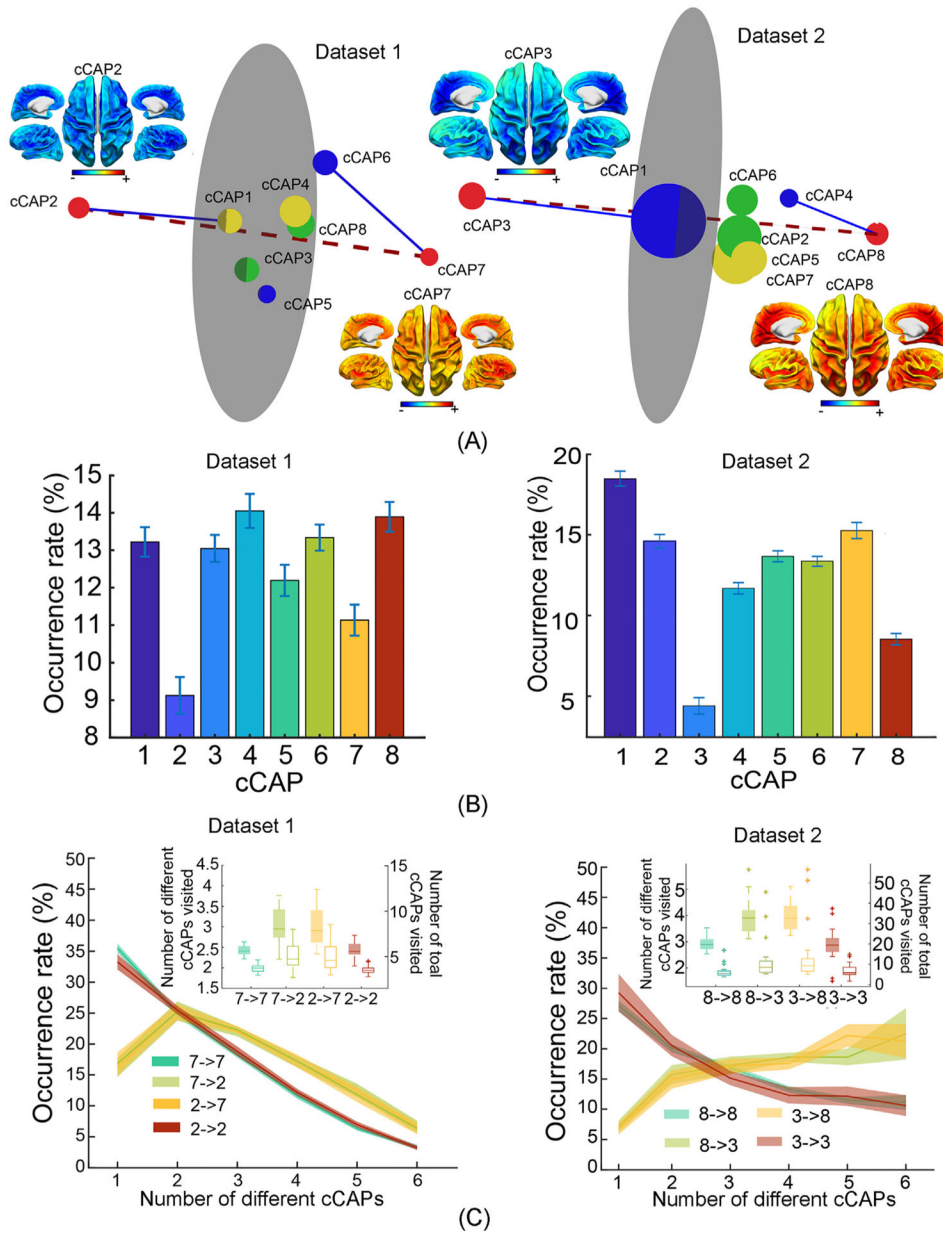 Dataset 1
cCAP2
- +
cCAP2
cCAP1
cCAP4
cCAP6
cCAP8
cCAP3
cCAP5
cCAP7
cCAP7
- +
Dataset 2
cCAP3
- +
cCAP1
cCAP3
cCAP6
cCAP4
cCAP2
cCAP5
cCAP7
cCAP8
cCAP8
- +
(A)
Dataset 1
Occurrence rate (%)
15
14
13
12
11
10
9
8
1 2 3 4 5 6 7 8
cCAP
Dataset 2
Occurrence rate (%)
20
15
10
5
1 2 3 4 5 6 7 8
cCAP
(B)
Dataset 1
Occurrence rate (%)
50
45
40
35
30
25
20
15
10
5
0
Number of different
cCAPs visited
4.5
4
3.5
3
2.5
2
1.5
15
10
5
Number of toal
cCAPs visited
7->7 7->2 2->7 2->2
7->7
7->2
2->7
2->2
1 2 3 4 5 6
Number of different cCAPs
Dataset 2
Occurrence rate (%)
50
45
40
35
30
25
20
15
10
5
0
Number of different
cCAPs visited
5
4
3
2
50
40
30
20
10
0
Number of total
cCAPs visited
8->8 8->3 3->8 3->3
8->8 3->8
8->3 3->3
1 2 3 4 5 6
Number of different cCAPs
(C)